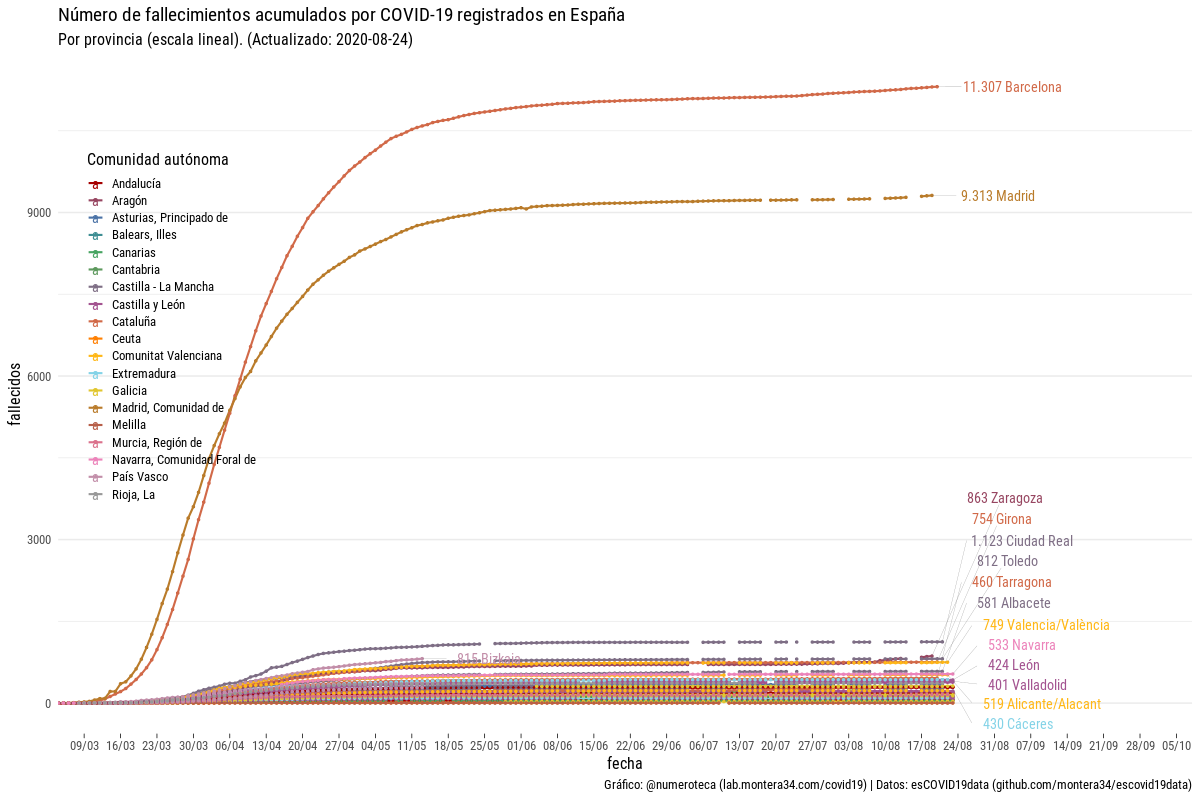 Número de fallecimientos acumulados por COVID-19 registrados en España
Por provincia (escala lineal). (Actualizado: 2020-08-24)
11.307 Barcelona
9.313 Madrid
Comunidad autónoma
Andalucía
Aragón
Asturias, Principado de
Balears, Illes
Canarias
Cantabria
Castilla - La Mancha
Castilla y León
Cataluña
Ceuta
Comunitat Valenciana
Extremadura
Galicia
Madrid, Comunidad de
Melilla
Murcia, Región de
Navarra, Comunidad Foral de
País Vasco
Rioja, La
fallecidos
9000
6000
3000
0
863 Zaragoza
754 Girona
1.123 Ciudad Real
812 Toledo
460 Tarragona
581 Albacete
749 Valencia/València
533 Navarra
424 León
401 Valladolid
519 Alicante/Alacant
430 Cáceres
815 Bizkaia
09/03 16/03 23/03 30/03 06/04 13/04 20/04 27/04 04/05 11/05 18/05 25/05 01/06 08/06 15/06 22/06 29/06 06/07 13/07 20/07 27/07 03/08 10/08 17/08 24/08 31/08 07/09 14/09 21/09 28/09 05/10
fecha
Gráfico: @numeroteca (lab.montera34.com/covid19) | Datos: esCOVID19data (github.com/montera34/escovid19data)